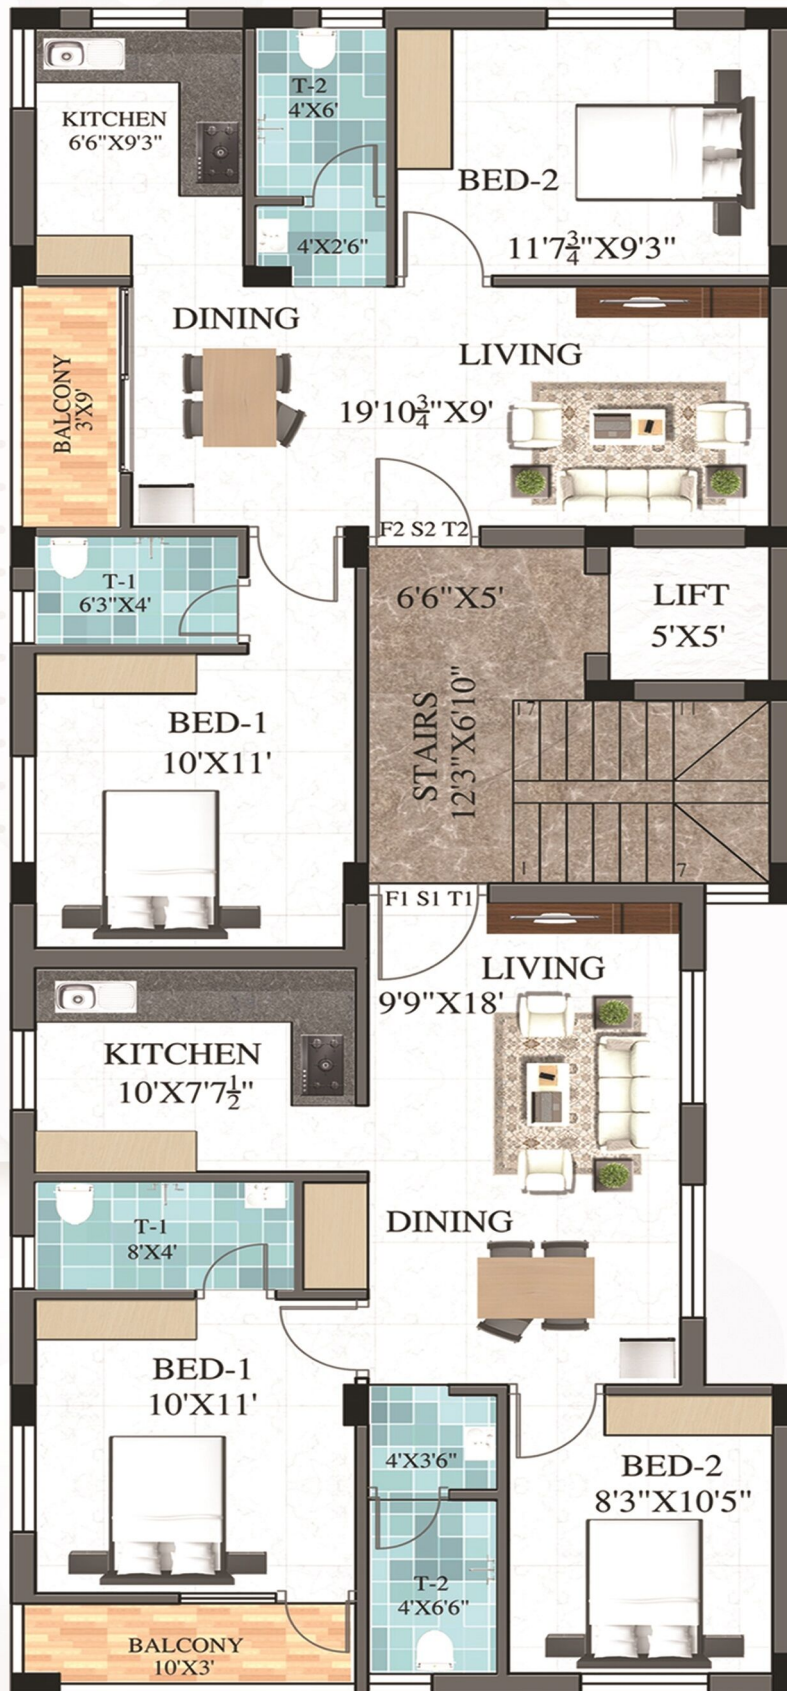 KITCHEN
6'6"X9'3"
T-2
4'X6'
4'X2'6"
BED-2
11'7¾"X9'3"
DINING
LIVING
19'10¾"X9'
BALCONY
3'X9'
F2 S2 T2
T-1
6'3"X4'
6'6"X5'
LIFT
5'X5'
BED-1
10'X11'
STAIRS
12'3"X6'10"
17
11
1
7
F1 S1 T1
LIVING
9'9"X18'
KITCHEN
10'X7'7½"
T-1
8'X4'
DINING
BED-1
10'X11'
4'X3'6"
BED-2
8'3"X10'5"
T-2
4'X6'6"
BALCONY
10'X3'